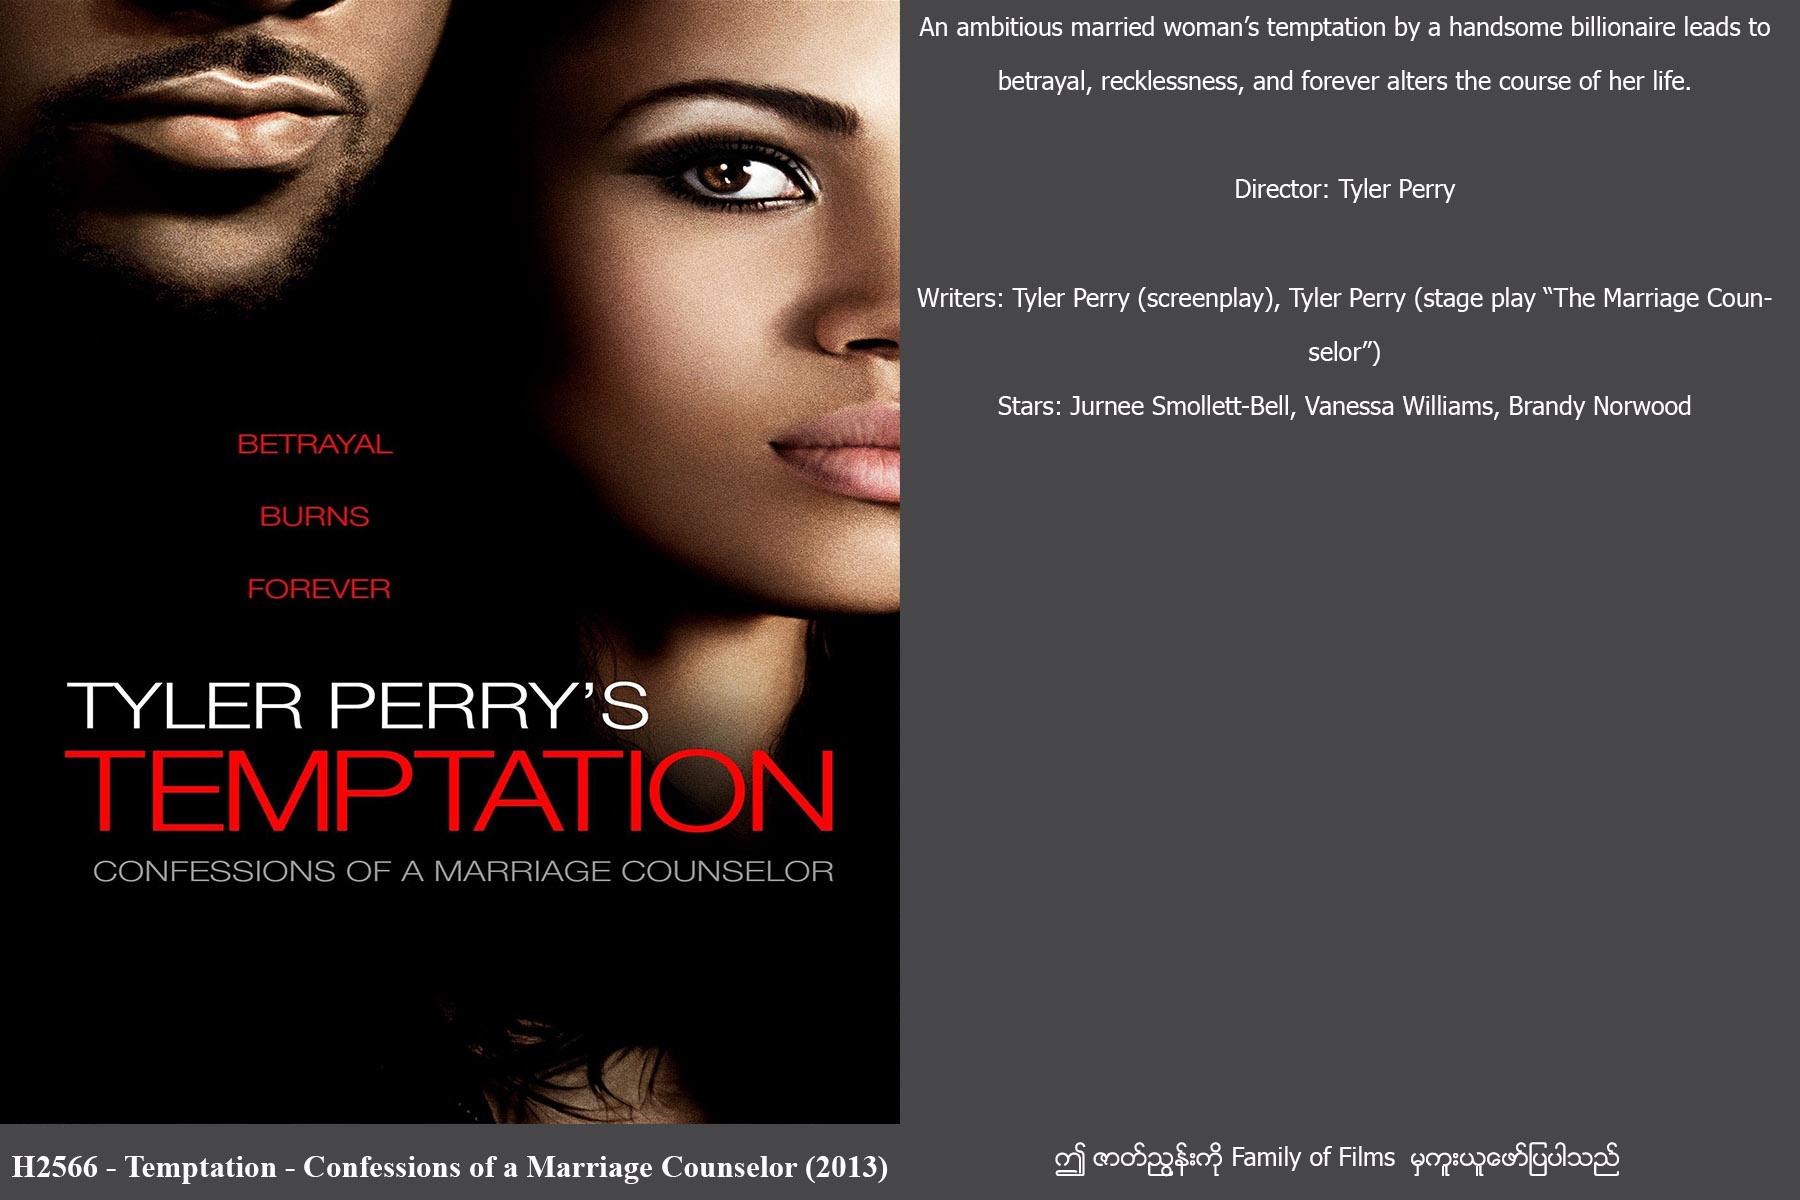 BETRAYAL
BURNS
FOREVER
TYLER PERRY’S
TEMPTATION
CONFESSIONS OF A MARRIAGE COUNSELOR
H2566 - Temptation - Confessions of a Marriage Counselor (2013)
An ambitious married woman’s temptation by a handsome billionaire leads to
betrayal, recklessness, and forever alters the course of her life.
Director: Tyler Perry
Writers: Tyler Perry (screenplay), Tyler Perry (stage play “The Marriage Coun-
selor”)
Stars: Jurnee Smollett-Bell, Vanessa Williams, Brandy Norwood
ဤ ဇာတ်ညွန်းကို Family of Films မှကူးယူဖော်ပြပါသည်